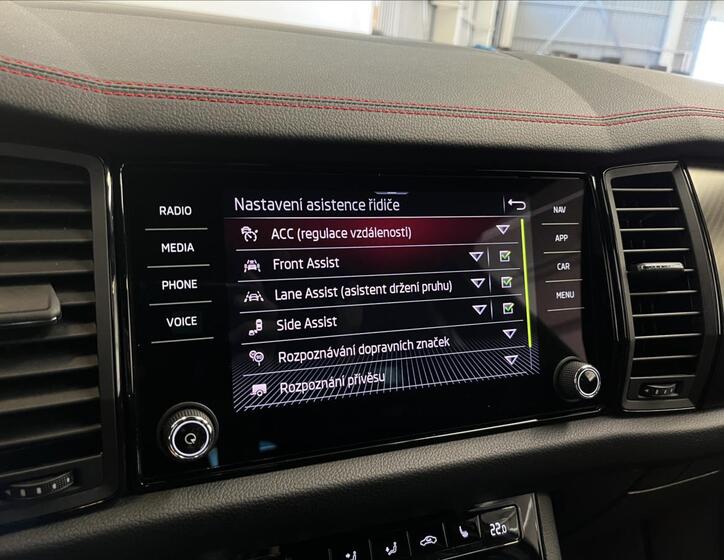 Nastavení asistence řidiče
ACC (regulace vzdálenosti)
Front Assist
Lane Assist (asistent držení pruhu)
Side Assist
Rozpoznávání dopravních značek
Rozpoznání přívěsu
RADIO
MEDIA
PHONE
VOICE
NAV
APP
CAR
MENU
22.0